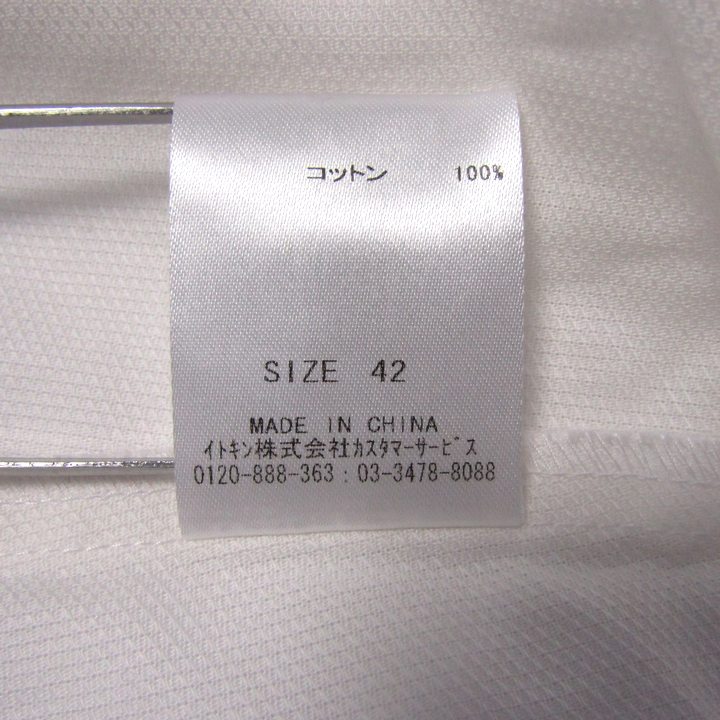 コットン 100%
SIZE 42
MADE IN CHINA
イトキン株式会社ｶｽﾀﾏｰｻｰﾋﾞｽ
0120-888-363 : 03-3478-8088